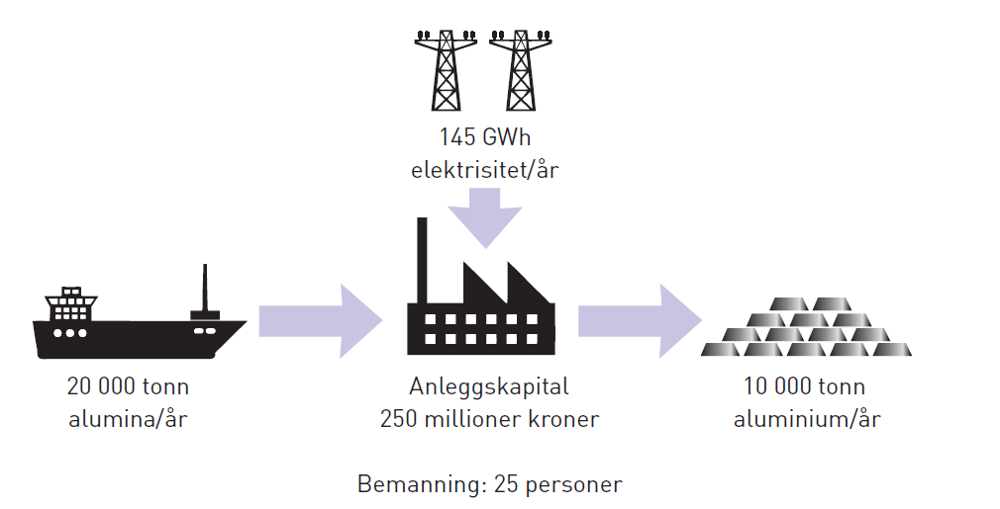 145 GWh
elektrisitet/år
20 000 tonn
alumina/år
Anleggskapital
250 millioner kroner
10 000 tonn
aluminium/år
Bemanning: 25 personer